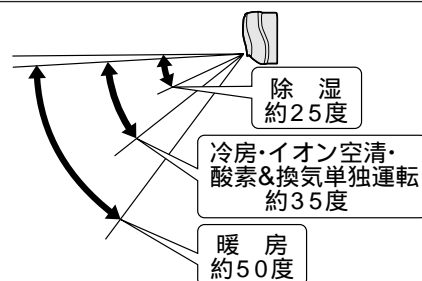 除 湿
約25度
冷房･イオン空清･
酸素&換気単独運転
約35度
暖 房
約50度